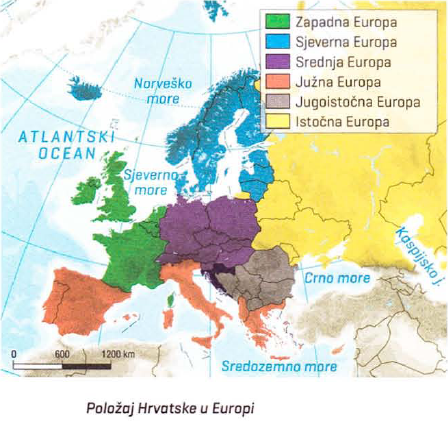 Zapadna Europa
Sjeverna Europa
Srednja Europa
Južna Europa
Jugoistočna Europa
Istočna Europa
Norveško
more
ATLANTSKI
OCEAN
Sjeverno
more
Kaspijsko j.
Crno more
0 600 1200 km
Sredozemno more
Položaj Hrvatske u Europi